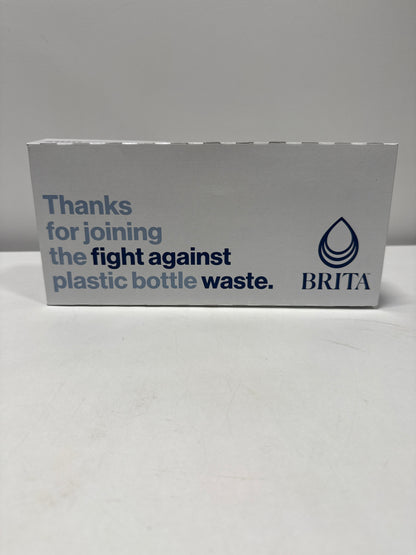 Thanks
for joining
the fight against
plastic bottle waste.
BRITA